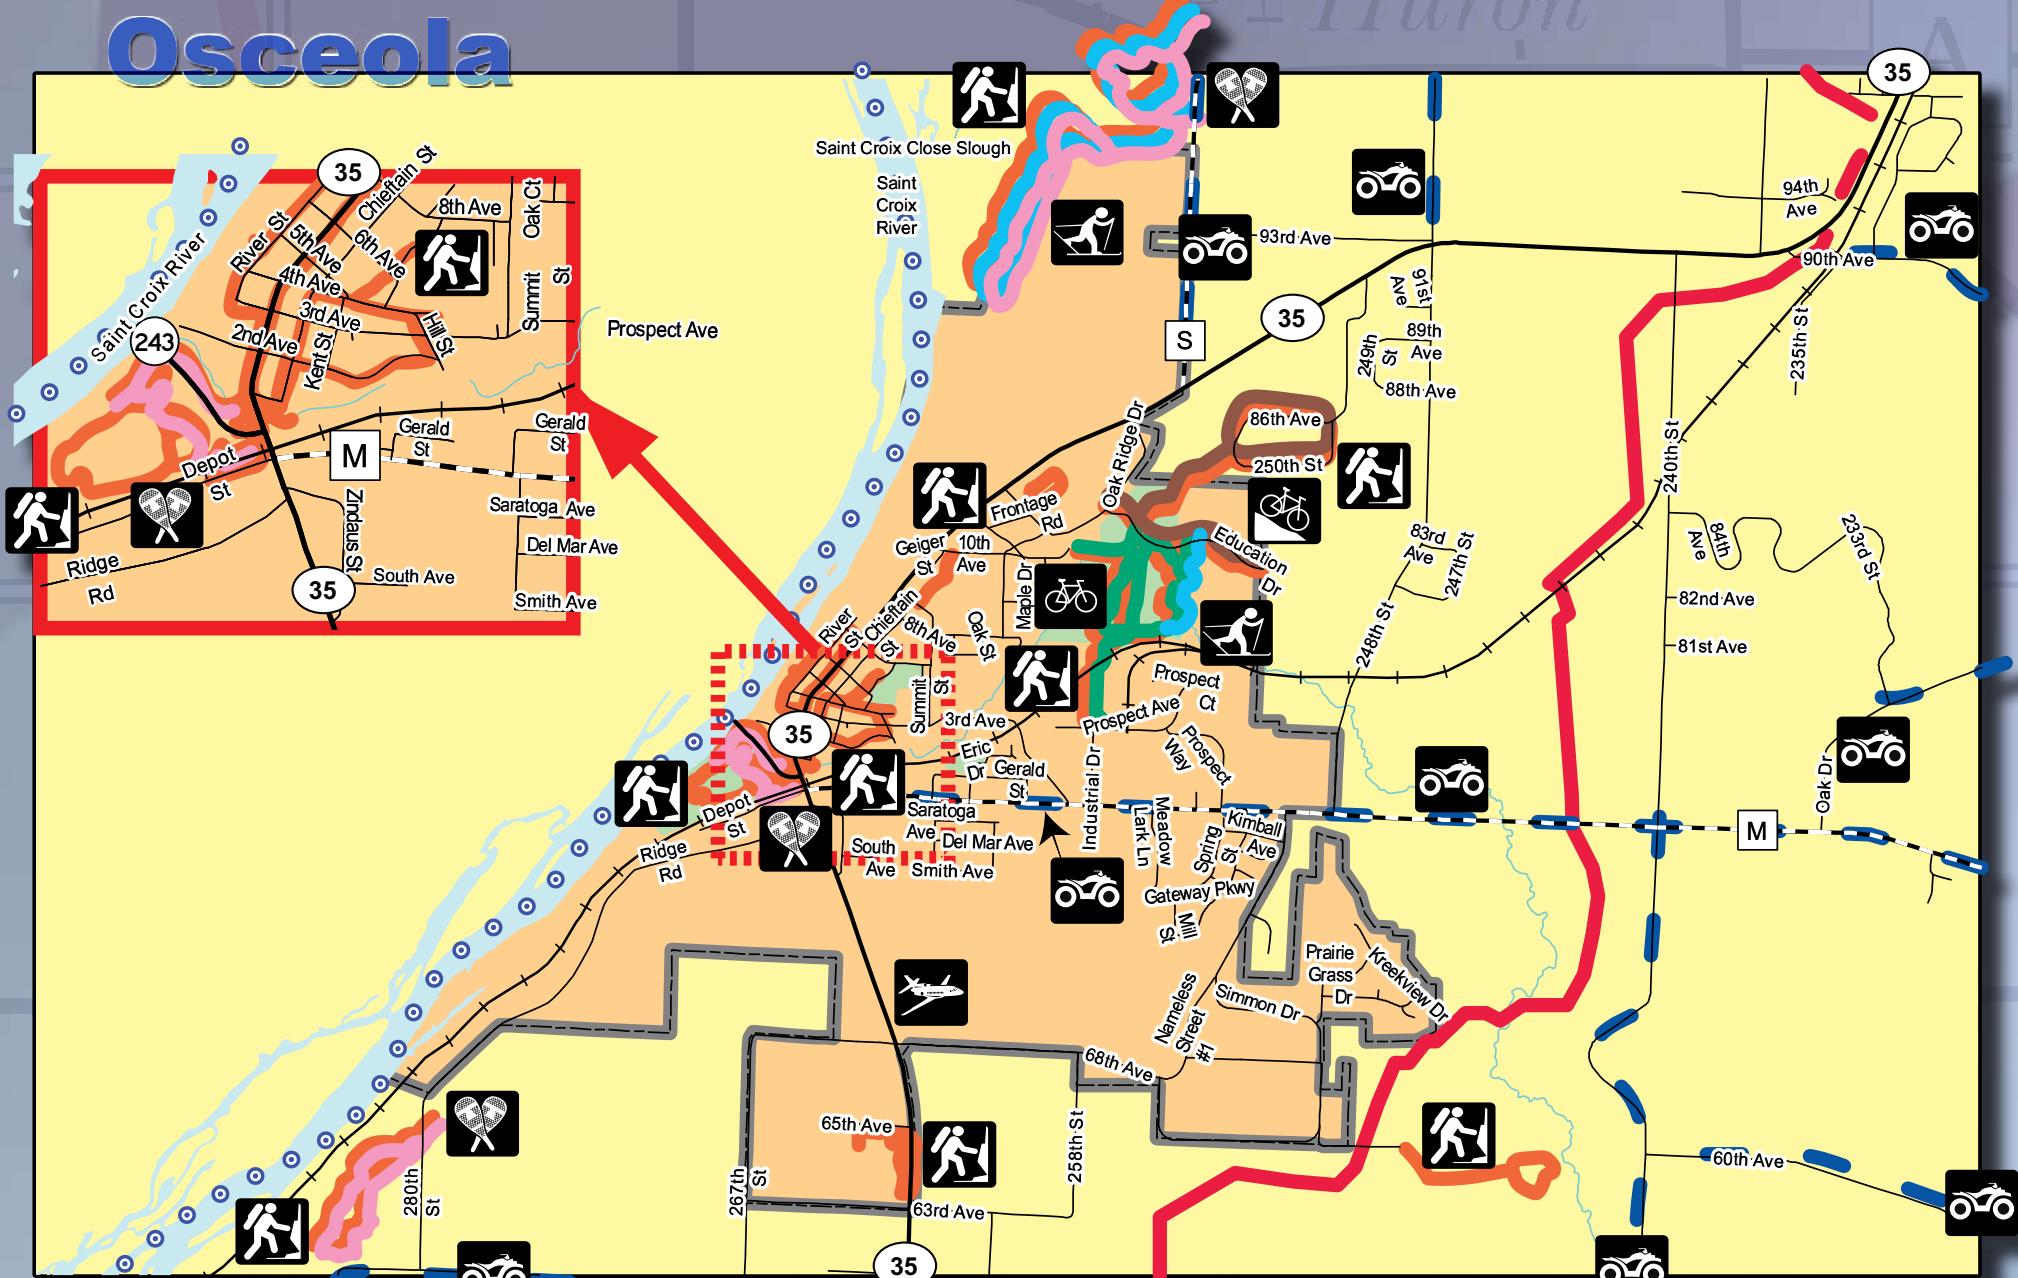 Huron
A
Osceola
35
35
Chieftain St
8th Ave
Oak Ct
River St
5th Ave
6th Ave
4th Ave
3rd Ave
2nd Ave
Kent St
Hill St
Summit
St
Saint Croix River
243
Prospect Ave
M
Gerald
St
Gerald
St
Depot
St
Zindaus St
Saratoga Ave
Del Mar Ave
South Ave
Smith Ave
Ridge
Rd
35
Saint Croix Close Slough
Saint
Croix
River
S
93rd Ave
94th
Ave
90th Ave
235th St
35
91st
Ave
89th
Ave
249th
St
88th Ave
86th Ave
250th St
Oak Ridge Dr
Frontage
Rd
Geiger
St
10th
Ave
Maple Dr
Education
Dr
240th St
84th
Ave
233rd St
83rd
Ave
247th St
248th St
82nd Ave
81st Ave
River
St
Chieftain
St
8th Ave
Oak St
Summit
St
35
3rd Ave
Eric
Dr
Gerald
St
Prospect
Ct
Prospect Ave
Prospect
Way
Industrial Dr
Depot
St
Saratoga
Ave
Del Mar Ave
South
Ave
Smith Ave
Ridge
Rd
Meadow
Lark Ln
Spring
St
Kimball
Ave
Gateway Pkwy
Mill
St
M
Oak Dr
Prairie
Grass
Dr
Kreekview Dr
Simmon Dr
Nameless
Street
#1
68th Ave
65th Ave
63rd Ave
258th St
267th
St
280th
St
60th Ave
35